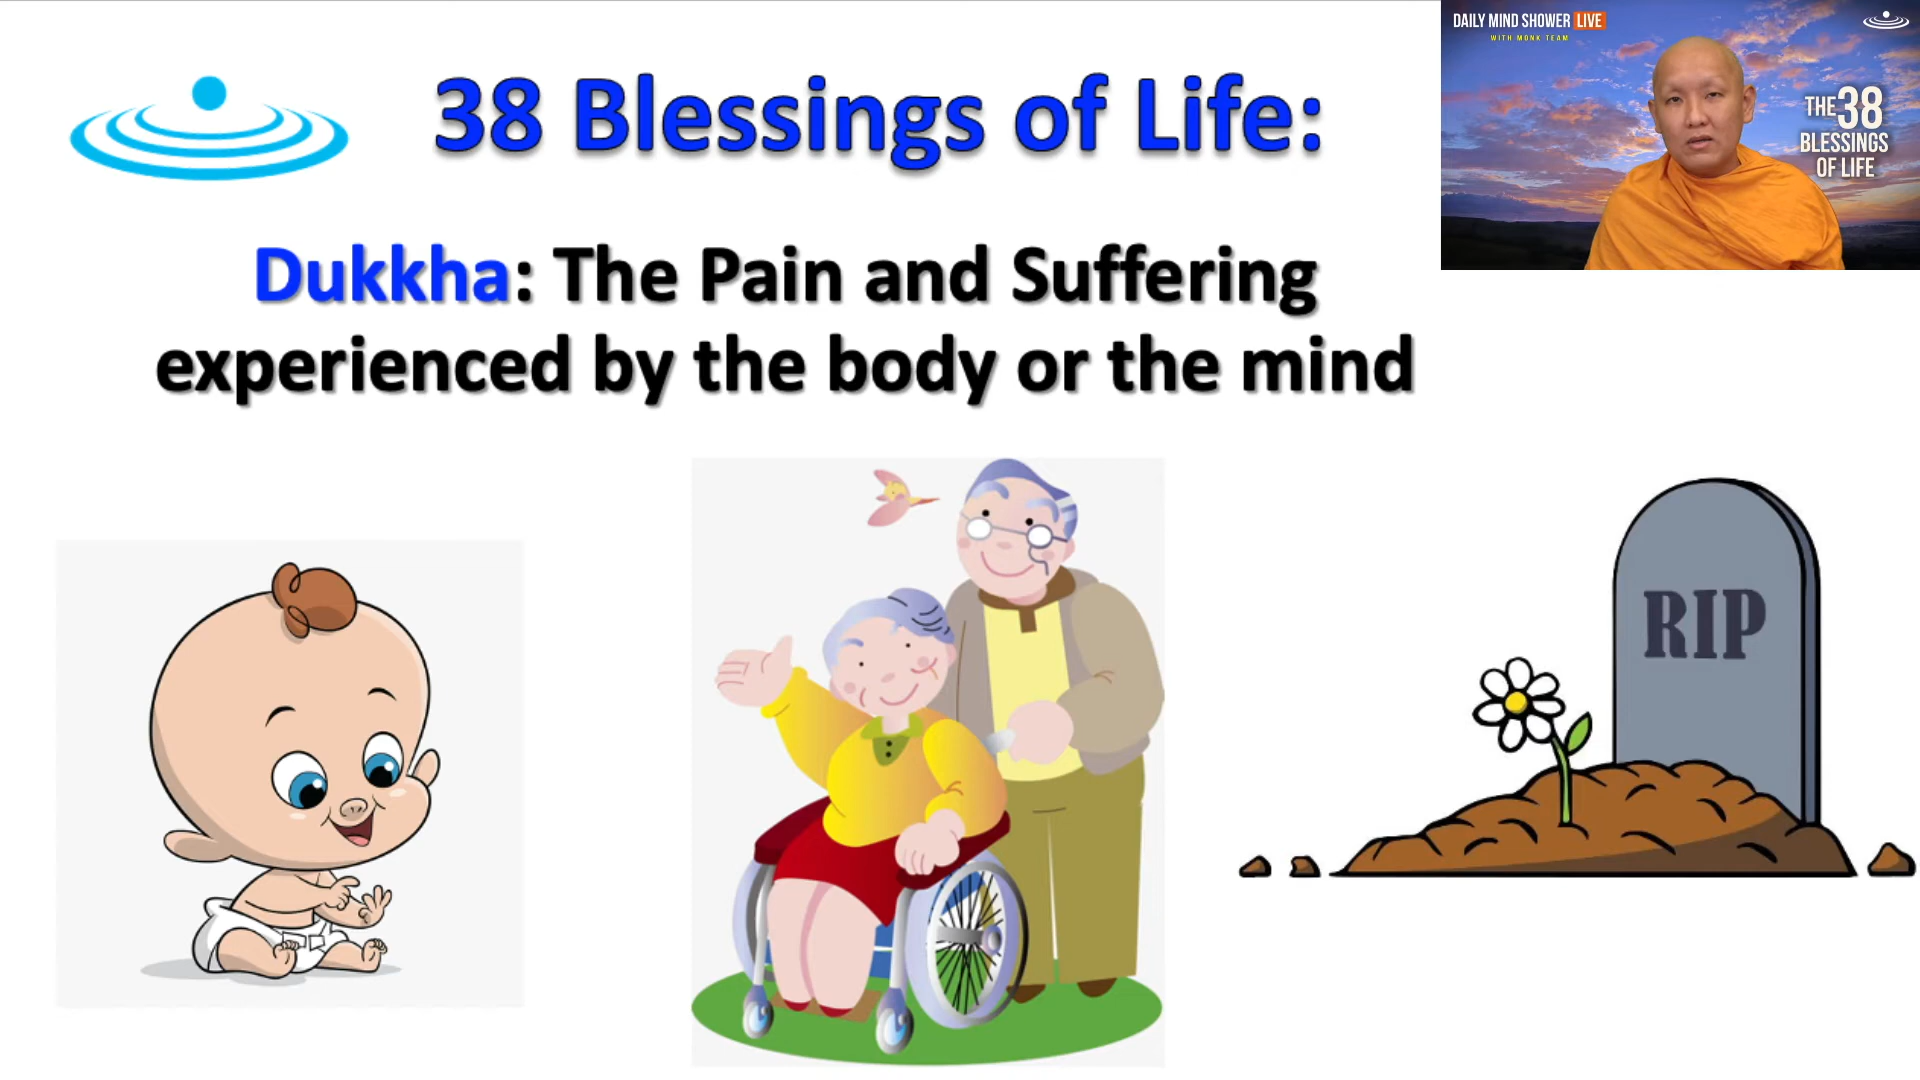 38 Blessings of Life:
Dukkha: The Pain and Suffering
experienced by the body or the mind
DAILY MIND SHOWER LIVE
WITH MONK TEAM
THE 38
BLESSINGS
OF LIFE
RIP